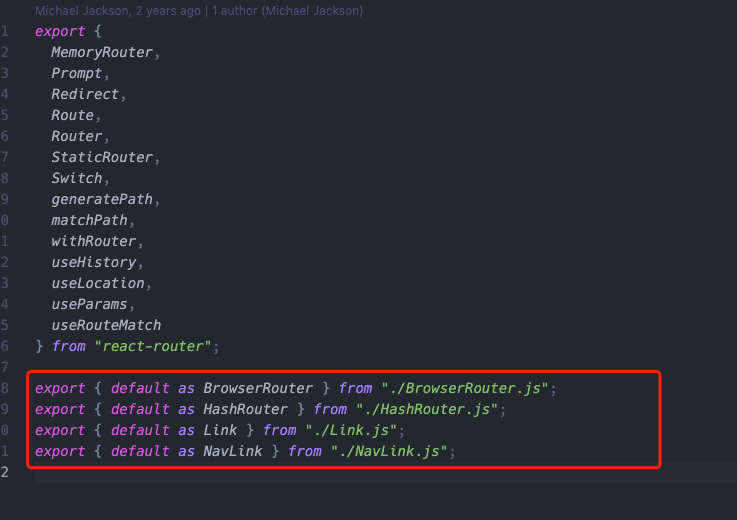 Michael Jackson, 2 years ago | 1 author (Michael Jackson)
1 export {
2 MemoryRouter,
3 Prompt,
4 Redirect,
5 Route,
6 Router,
7 StaticRouter,
8 Switch,
9 generatePath,
0 matchPath,
1 withRouter,
2 useHistory,
3 useLocation,
4 useParams,
5 useRouteMatch
6 } from "react-router";
7
8 export { default as BrowserRouter } from "./BrowserRouter.js";
9 export { default as HashRouter } from "./HashRouter.js";
0 export { default as Link } from "./Link.js";
1 export { default as NavLink } from "./NavLink.js";
2